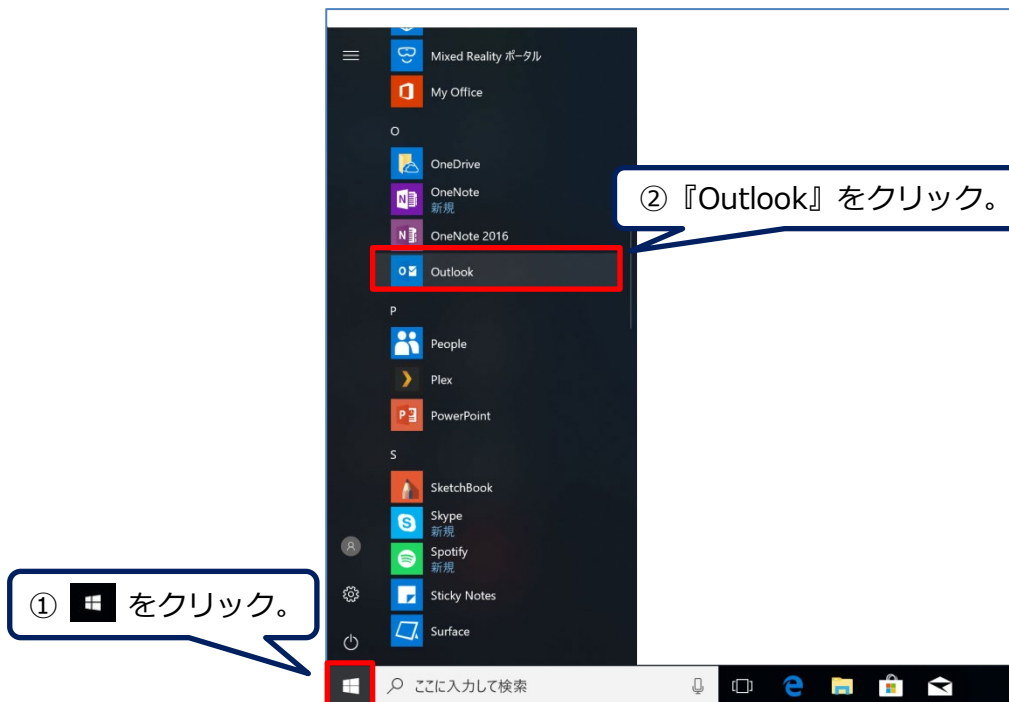 Mixed Reality ポータル
My Office
O
OneDrive
OneNote
新規
OneNote 2016
Outlook
②『Outlook』をクリック。
P
People
Plex
PowerPoint
S
SketchBook
Skype
新規
Spotify
新規
Sticky Notes
Surface
① をクリック。
ここに入力して検索